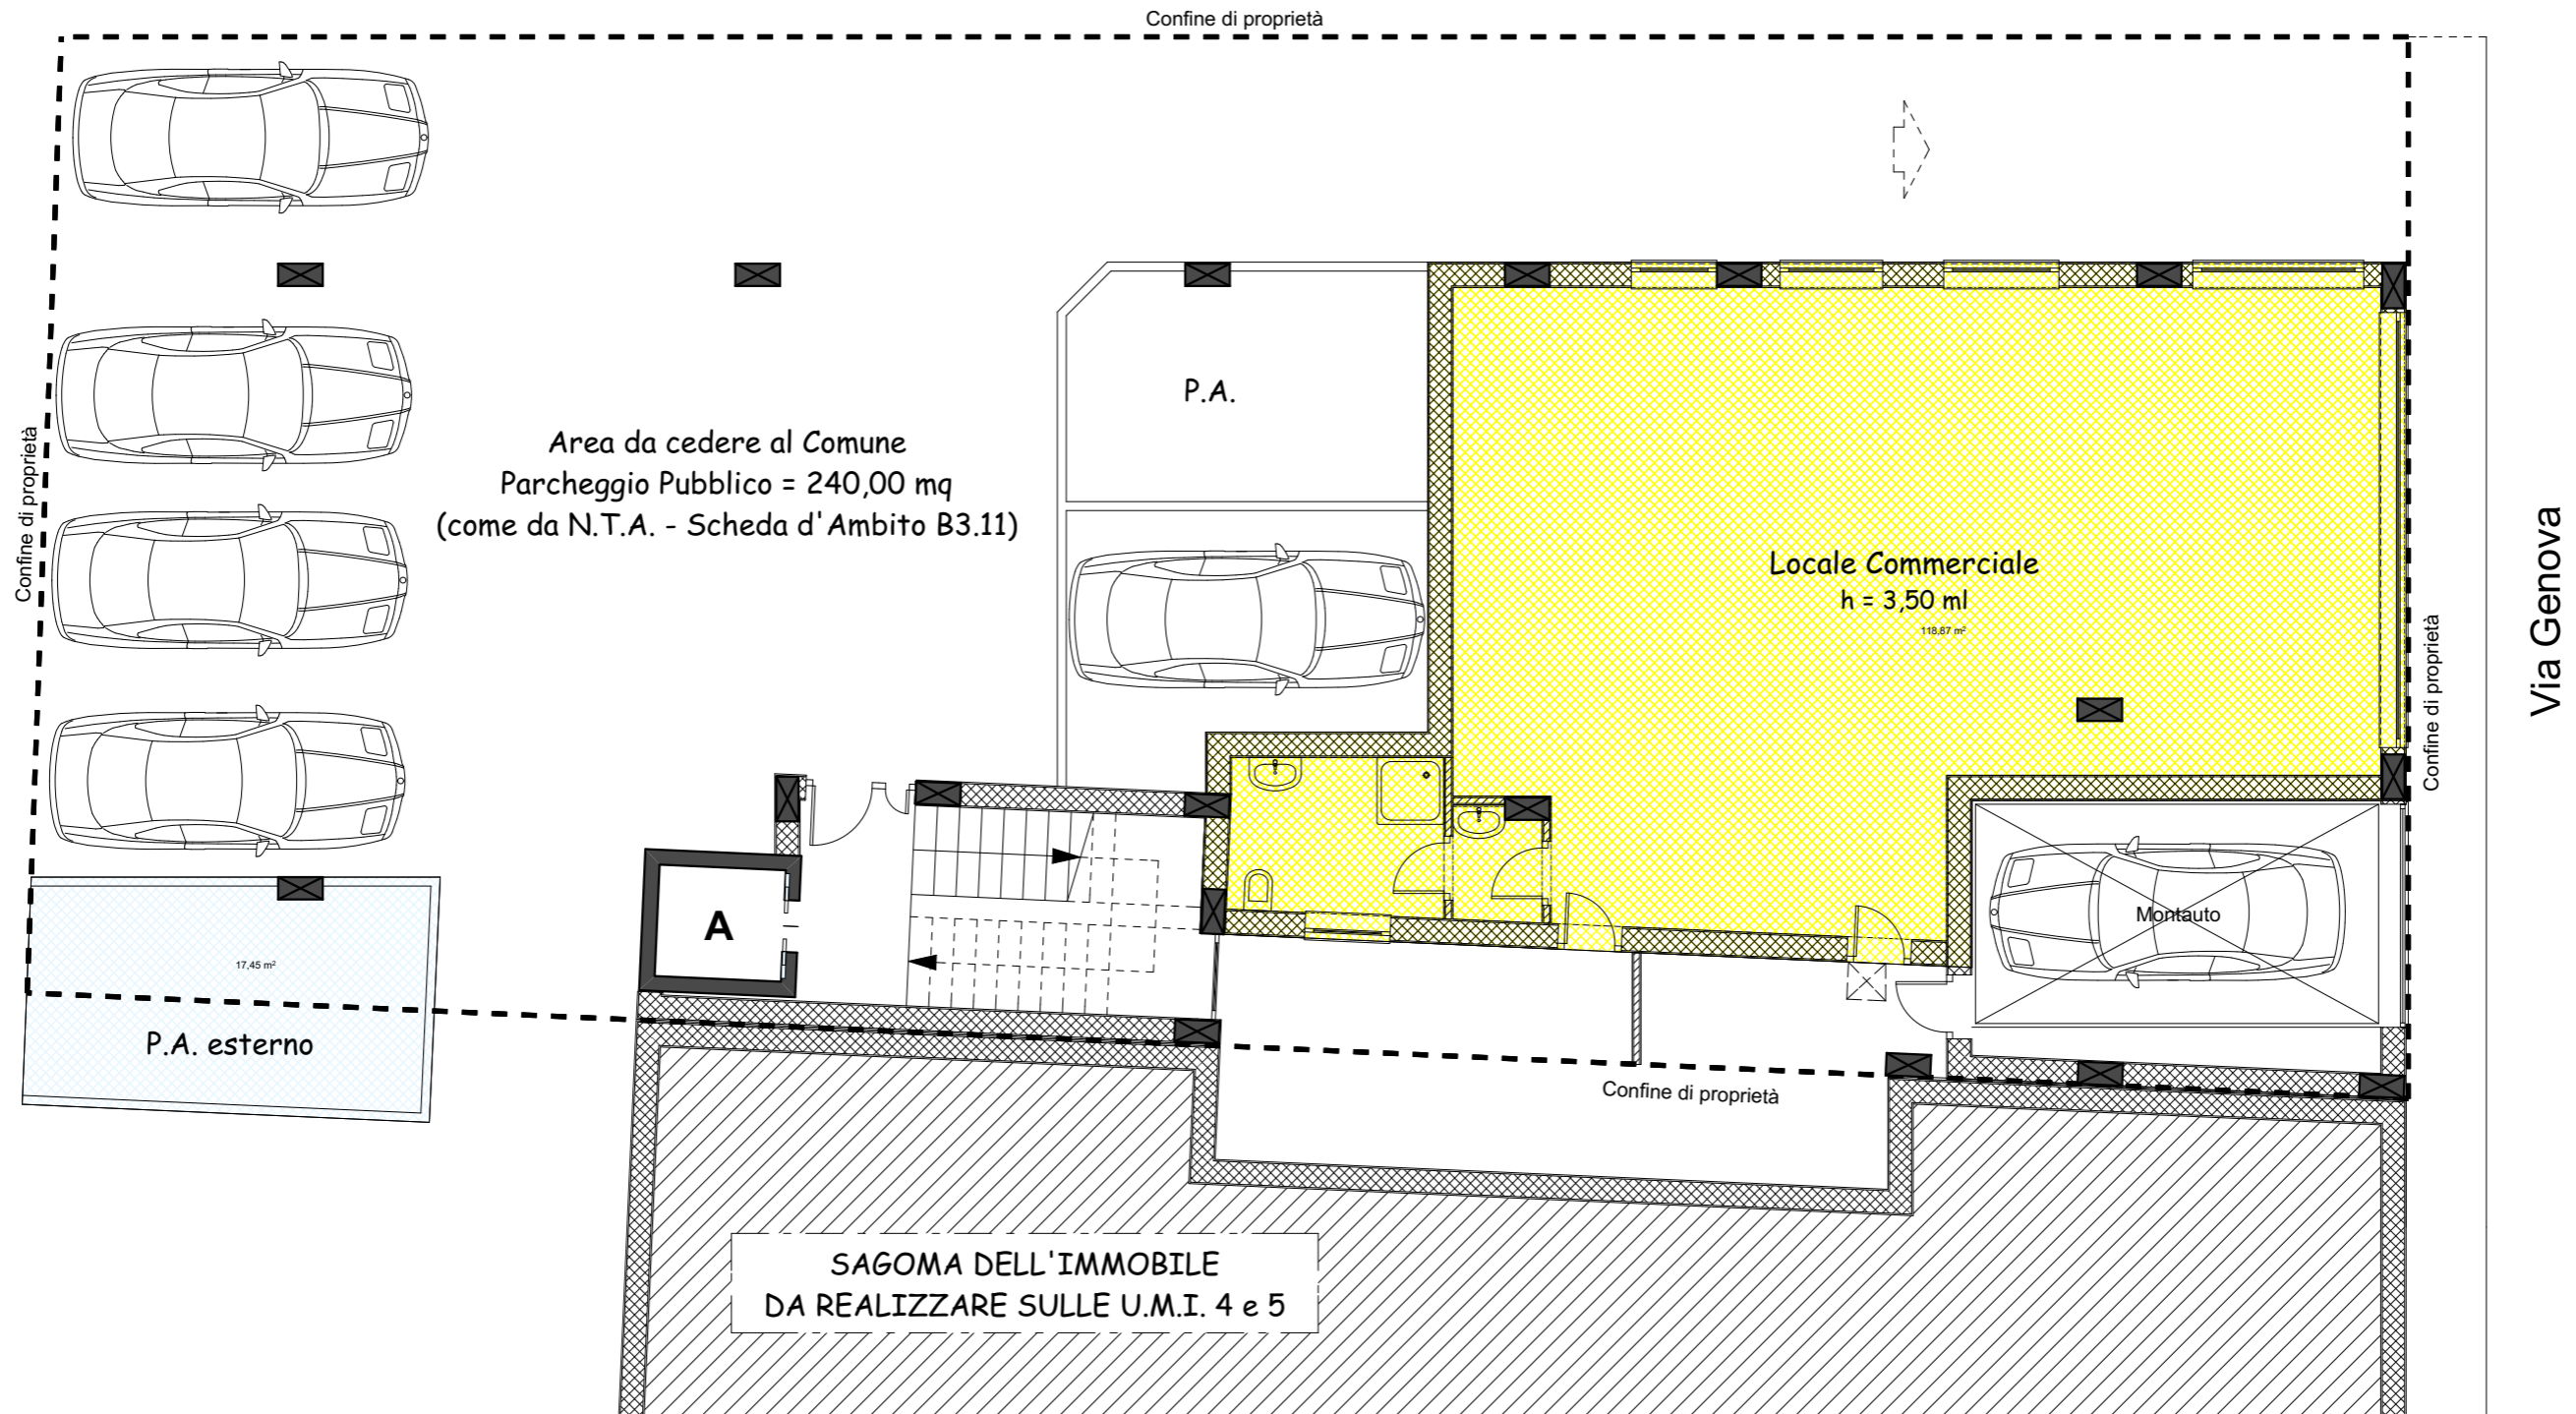 Confine di proprietà
P.A.
Area da cedere al Comune
Parcheggio Pubblico = 240,00 mq
(come da N.T.A. - Scheda d'Ambito B3.11)
Confine di proprietà
Locale Commerciale
h = 3,50 ml
118,87 m²
Via Genova
Confine di proprietà
A
Montauto
17,45 m²
P.A. esterno
Confine di proprietà
SAGOMA DELL'IMMOBILE
DA REALIZZARE SULLE U.M.I. 4 e 5